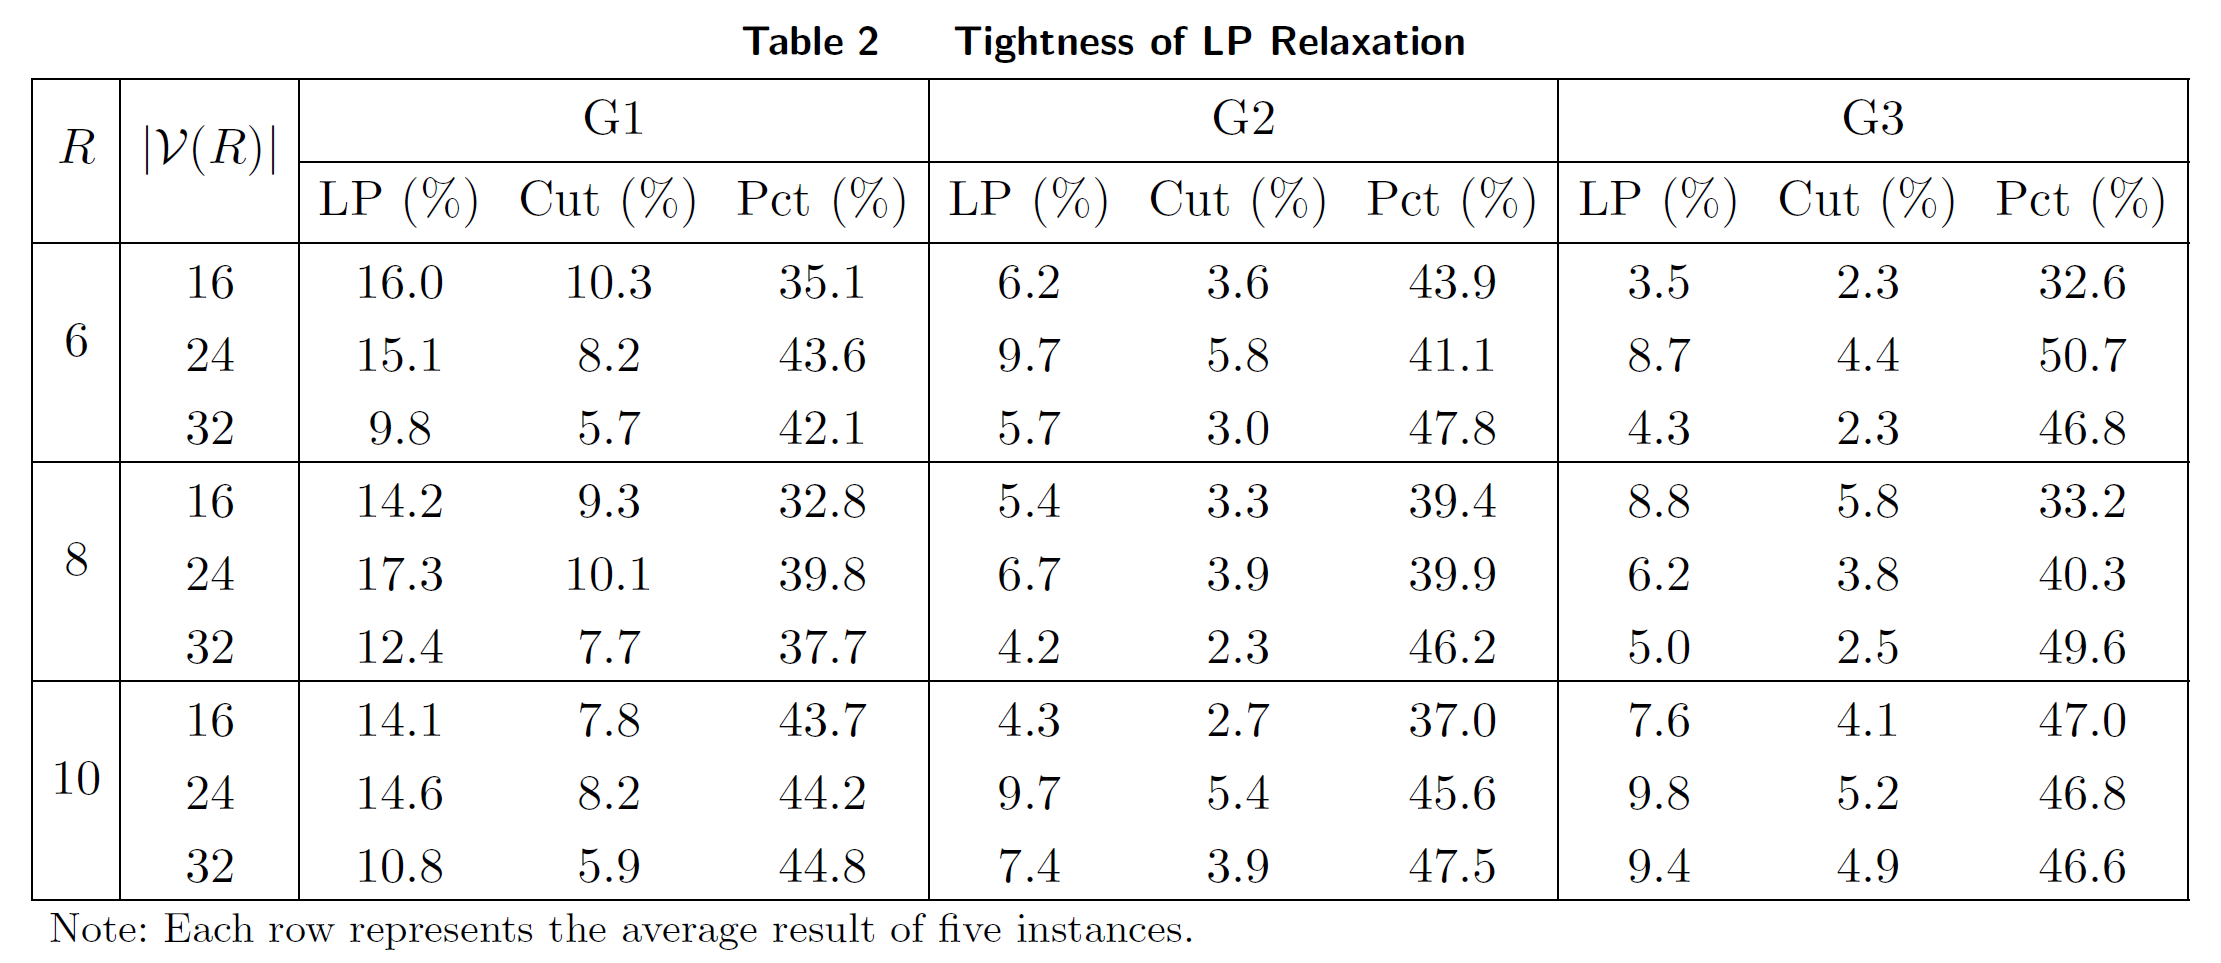 Table 2 Tightness of LP Relaxation
R |𝒱(R)| G1 G2 G3
LP (%) Cut (%) Pct (%) LP (%) Cut (%) Pct (%) LP (%) Cut (%) Pct (%)
6 16 16.0 10.3 35.1 6.2 3.6 43.9 3.5 2.3 32.6
24 15.1 8.2 43.6 9.7 5.8 41.1 8.7 4.4 50.7
32 9.8 5.7 42.1 5.7 3.0 47.8 4.3 2.3 46.8
8 16 14.2 9.3 32.8 5.4 3.3 39.4 8.8 5.8 33.2
24 17.3 10.1 39.8 6.7 3.9 39.9 6.2 3.8 40.3
32 12.4 7.7 37.7 4.2 2.3 46.2 5.0 2.5 49.6
10 16 14.1 7.8 43.7 4.3 2.7 37.0 7.6 4.1 47.0
24 14.6 8.2 44.2 9.7 5.4 45.6 9.8 5.2 46.8
32 10.8 5.9 44.8 7.4 3.9 47.5 9.4 4.9 46.6
Note: Each row represents the average result of five instances.